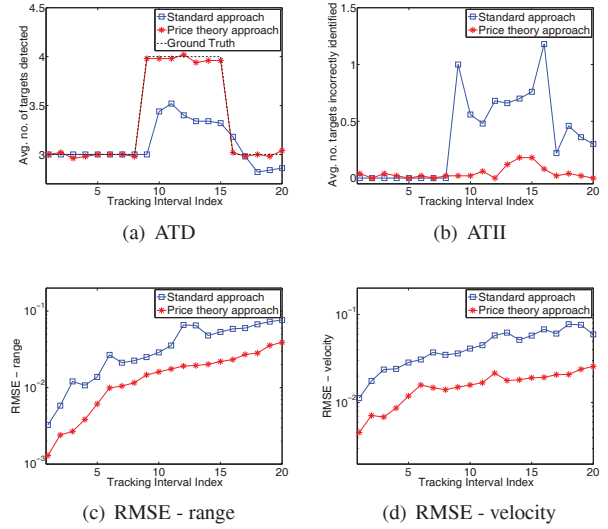 Avg. no. of targets detected
4.5
4
3.5
3
5 10 15 20
Tracking Interval Index
Standard approach
Price theory approach
Ground Truth
(a) ATD
Avg. no. targets incorrectly identified
1.5
1
0.5
0
5 10 15 20
Tracking Interval Index
Standard approach
Price theory approach
(b) ATII
RMSE - range
10^-1
10^-2
10^-3
5 10 15 20
Tracking Interval Index
Standard approach
Price theory approach
(c) RMSE - range
RMSE - velocity
10^-1
10^-2
5 10 15 20
Tracking Interval Index
Standard approach
Price theory approach
(d) RMSE - velocity